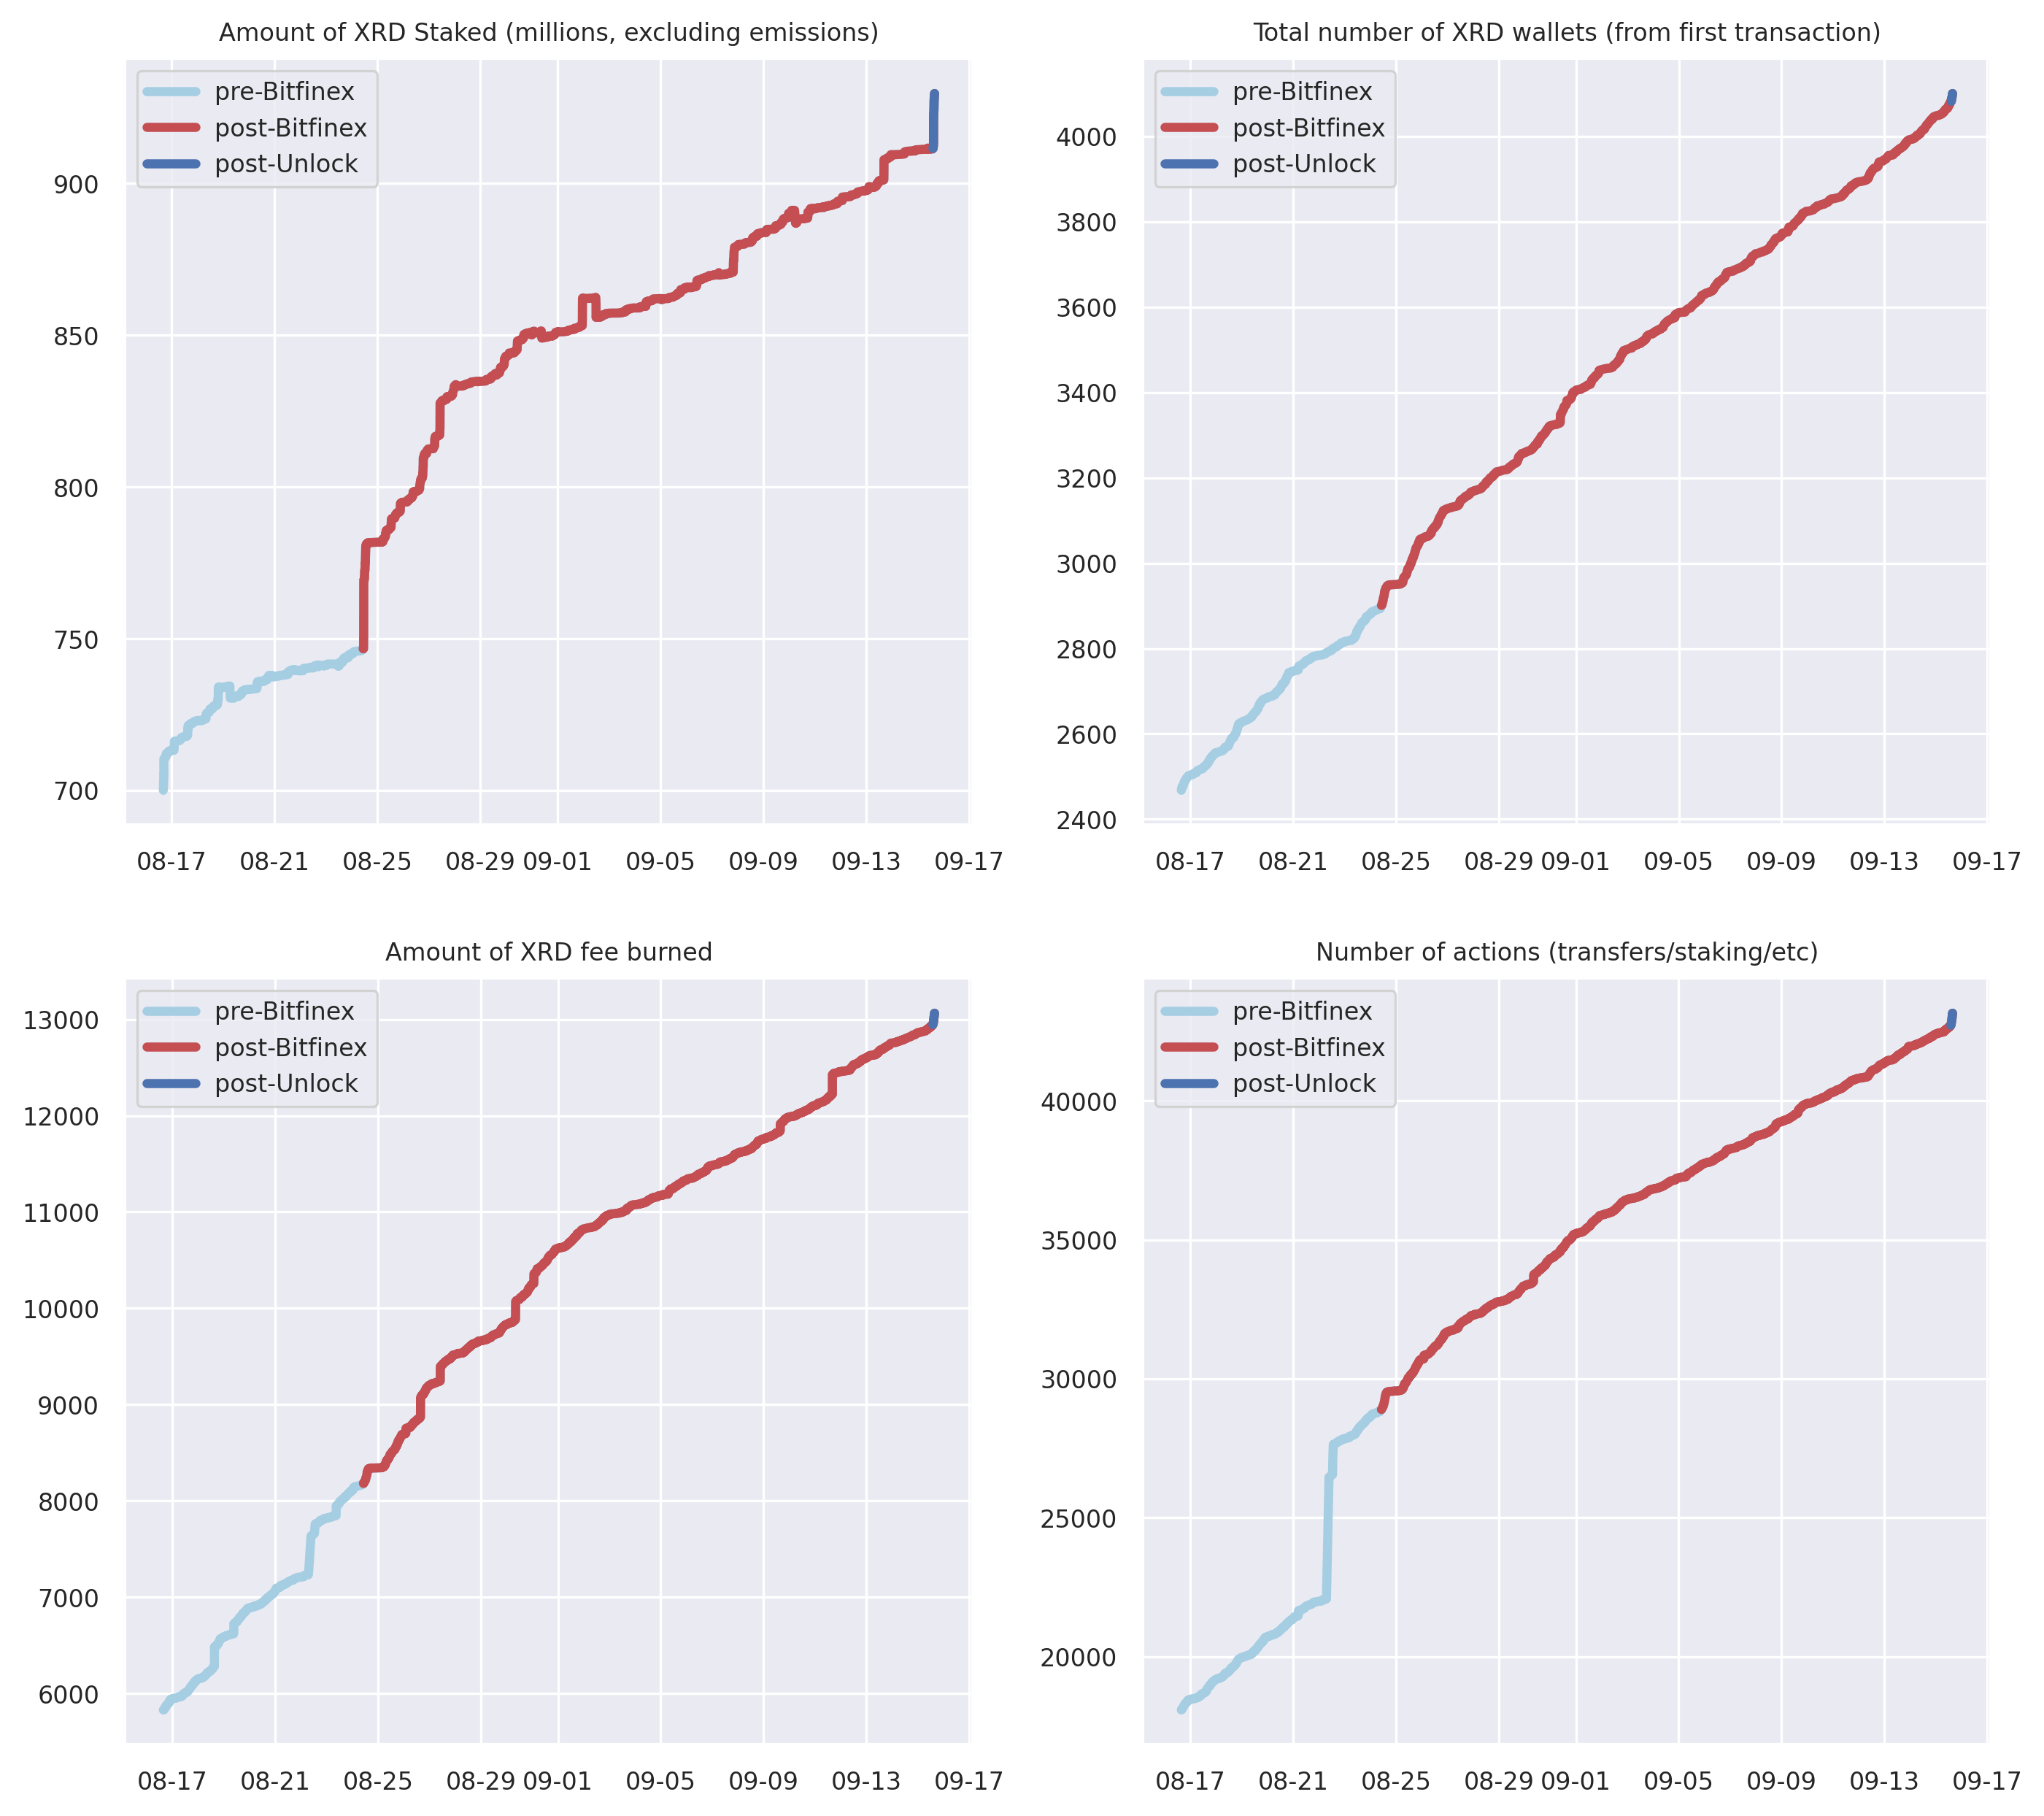 Amount of XRD Staked (millions, excluding emissions)
pre-Bitfinex
post-Bitfinex
post-Unlock
900
850
800
750
700
08-17 08-21 08-25 08-29 09-01 09-05 09-09 09-13 09-17
Total number of XRD wallets (from first transaction)
pre-Bitfinex
post-Bitfinex
post-Unlock
4000
3800
3600
3400
3200
3000
2800
2600
2400
08-17 08-21 08-25 08-29 09-01 09-05 09-09 09-13 09-17
Amount of XRD fee burned
pre-Bitfinex
post-Bitfinex
post-Unlock
13000
12000
11000
10000
9000
8000
7000
6000
08-17 08-21 08-25 08-29 09-01 09-05 09-09 09-13 09-17
Number of actions (transfers/staking/etc)
pre-Bitfinex
post-Bitfinex
post-Unlock
40000
35000
30000
25000
20000
08-17 08-21 08-25 08-29 09-01 09-05 09-09 09-13 09-17